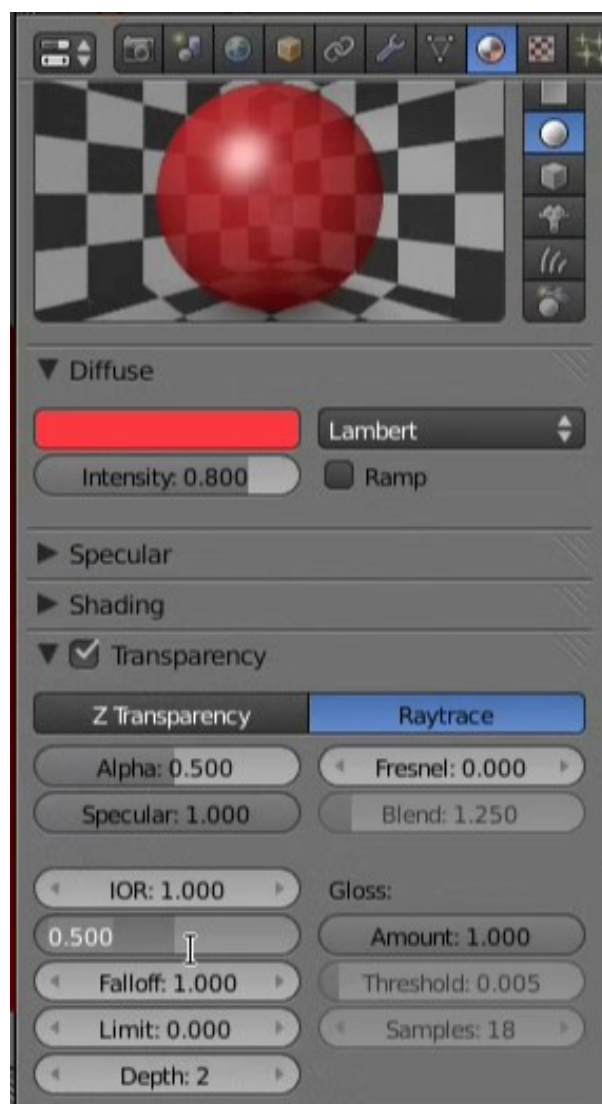 Diffuse
Lambert
Intensity: 0.800 Ramp
Specular
Shading
Transparency
Z Transparency Raytrace
Alpha: 0.500 Fresnel: 0.000
Specular: 1.000 Blend: 1.250
IOR: 1.000 Gloss:
0.500 Amount: 1.000
Falloff: 1.000 Threshold: 0.005
Limit: 0.000 Samples: 18
Depth: 2